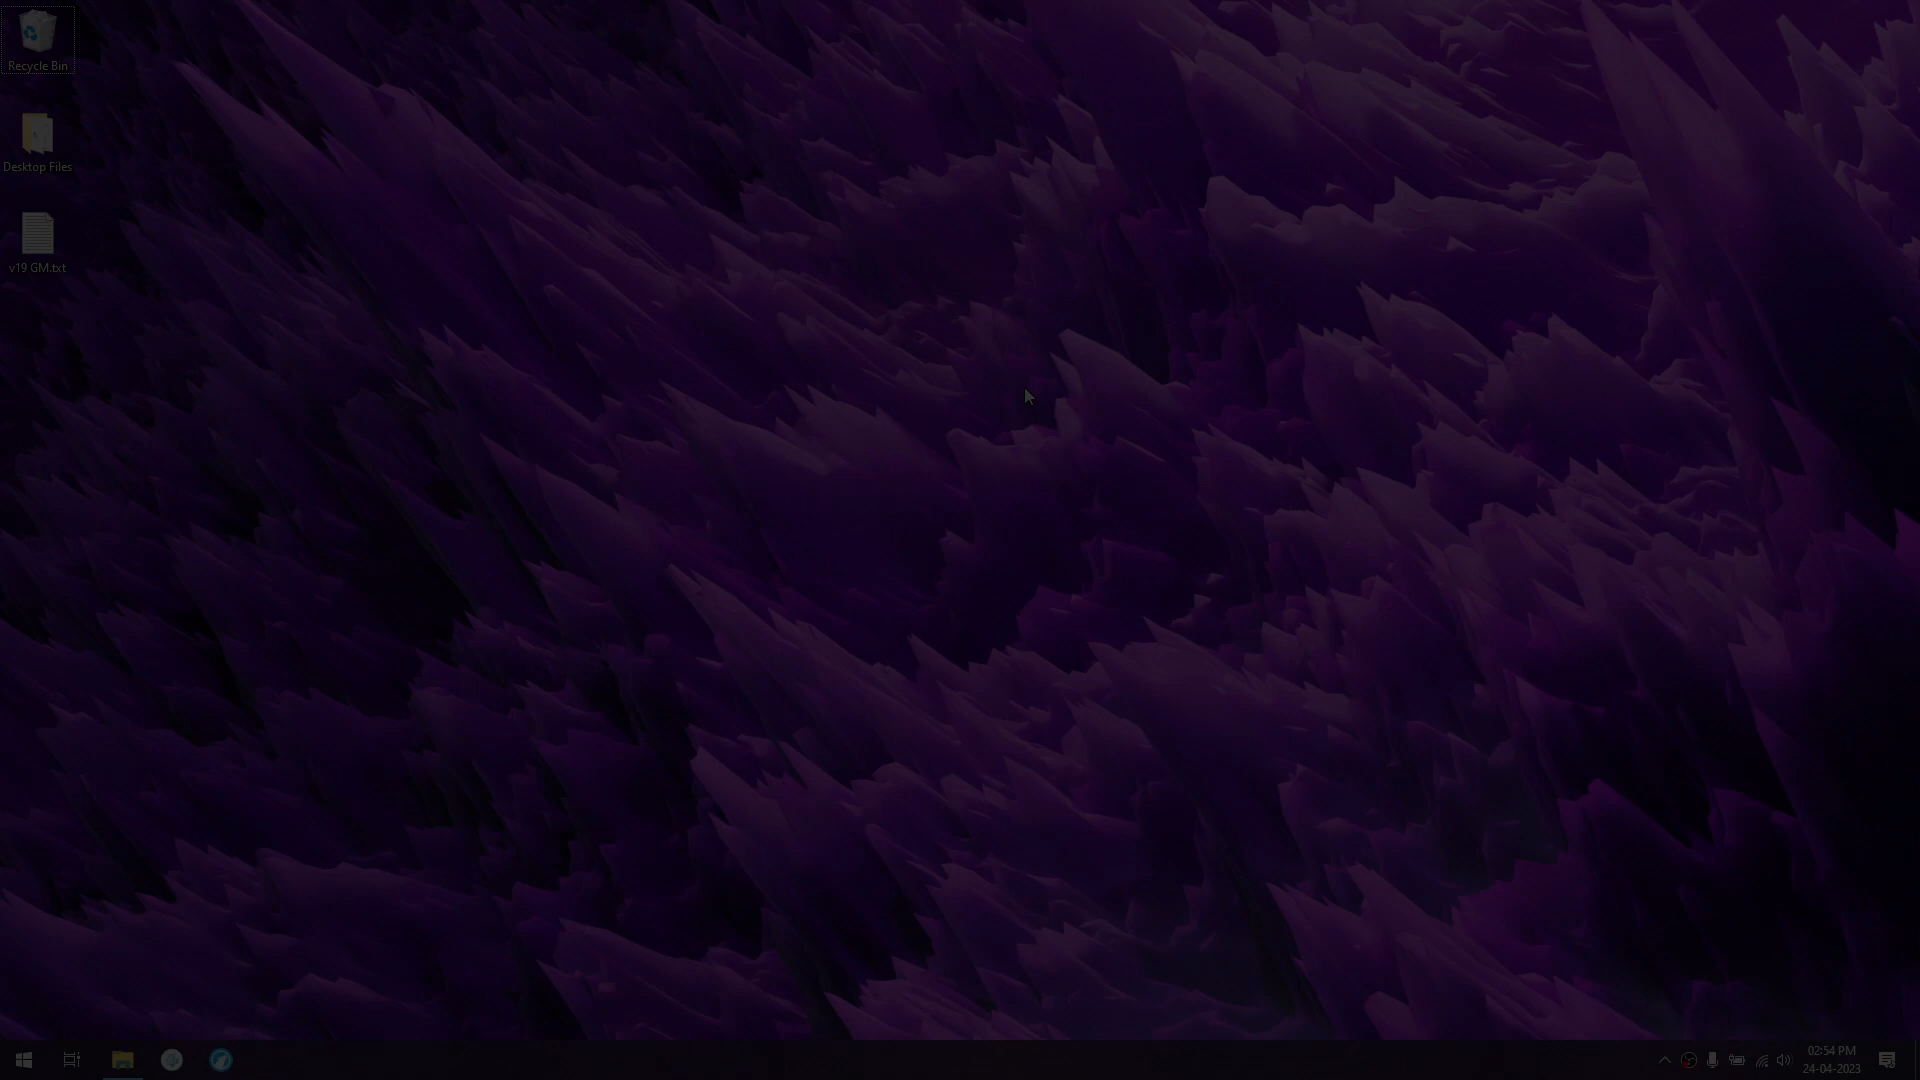 Recycle Bin
Desktop Files
v19 GM.txt
02:54 PM
24-04-2023